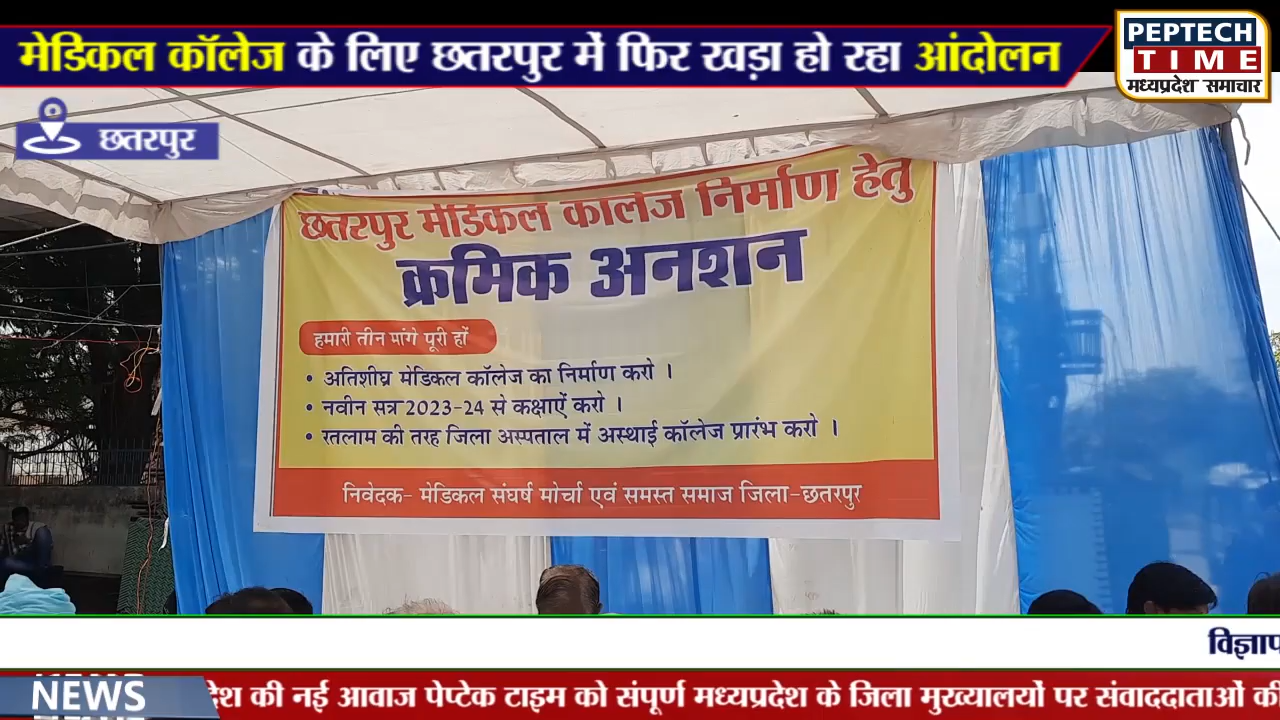 मेडिकल कॉलेज के लिए छतरपुर में फिर खड़ा हो रहा आंदोलन
PEPTECH
TIME
मध्यप्रदेश समाचार
छतरपुर
छतरपुर मेडिकल कॉलेज निर्माण हेतु
क्रमिक अनशन
हमारी तीन मांगे पूरी हों
• अतिशीघ्र मेडिकल कॉलेज का निर्माण करो ।
• नवीन सत्र 2023-24 से कक्षाऐं करो ।
• रतलाम की तरह जिला अस्पताल में अस्थाई कॉलेज प्रारंभ करो ।
निवेदक- मेडिकल संघर्ष मोर्चा एवं समस्त समाज जिला-छतरपुर
विज्ञाप
NEWS
देश की नई आवाज पेप्टेक टाइम को संपूर्ण मध्यप्रदेश के जिला मुख्यालयों पर संवाददाताओं की